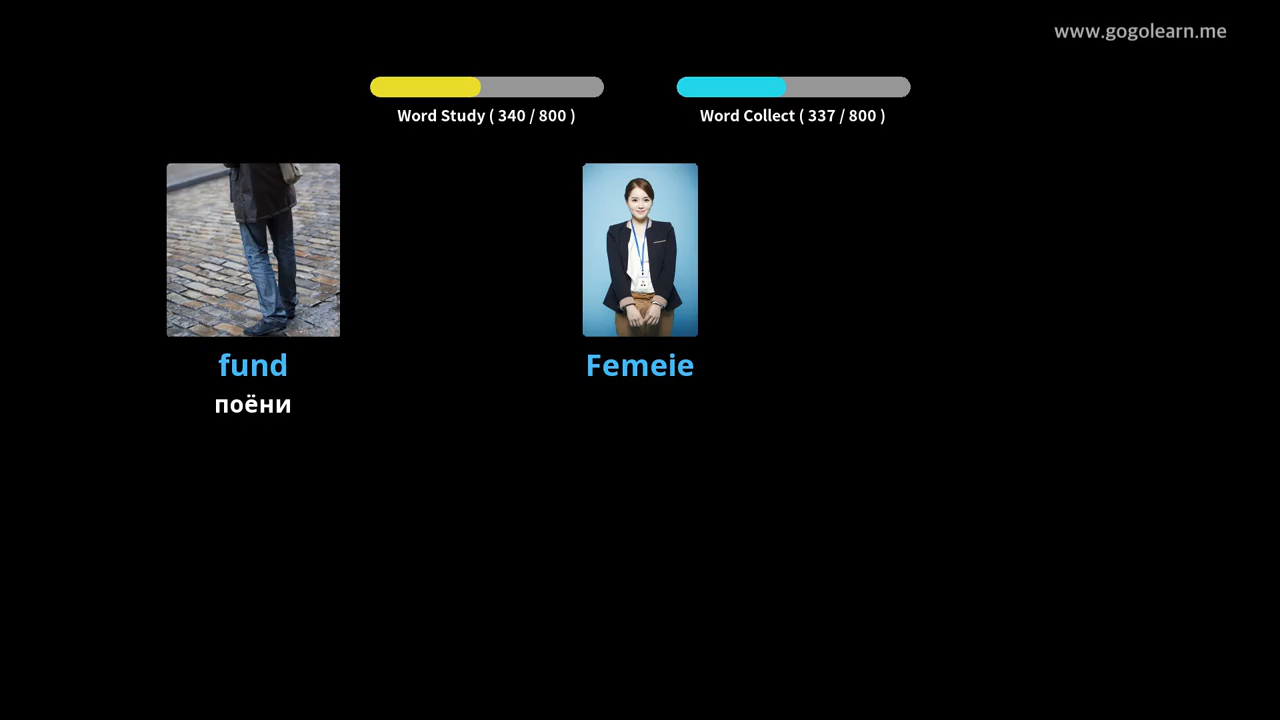 www.gogolearn.me
Word Study ( 340 / 800 )
Word Collect ( 337 / 800 )
fund
Femeie
поёни